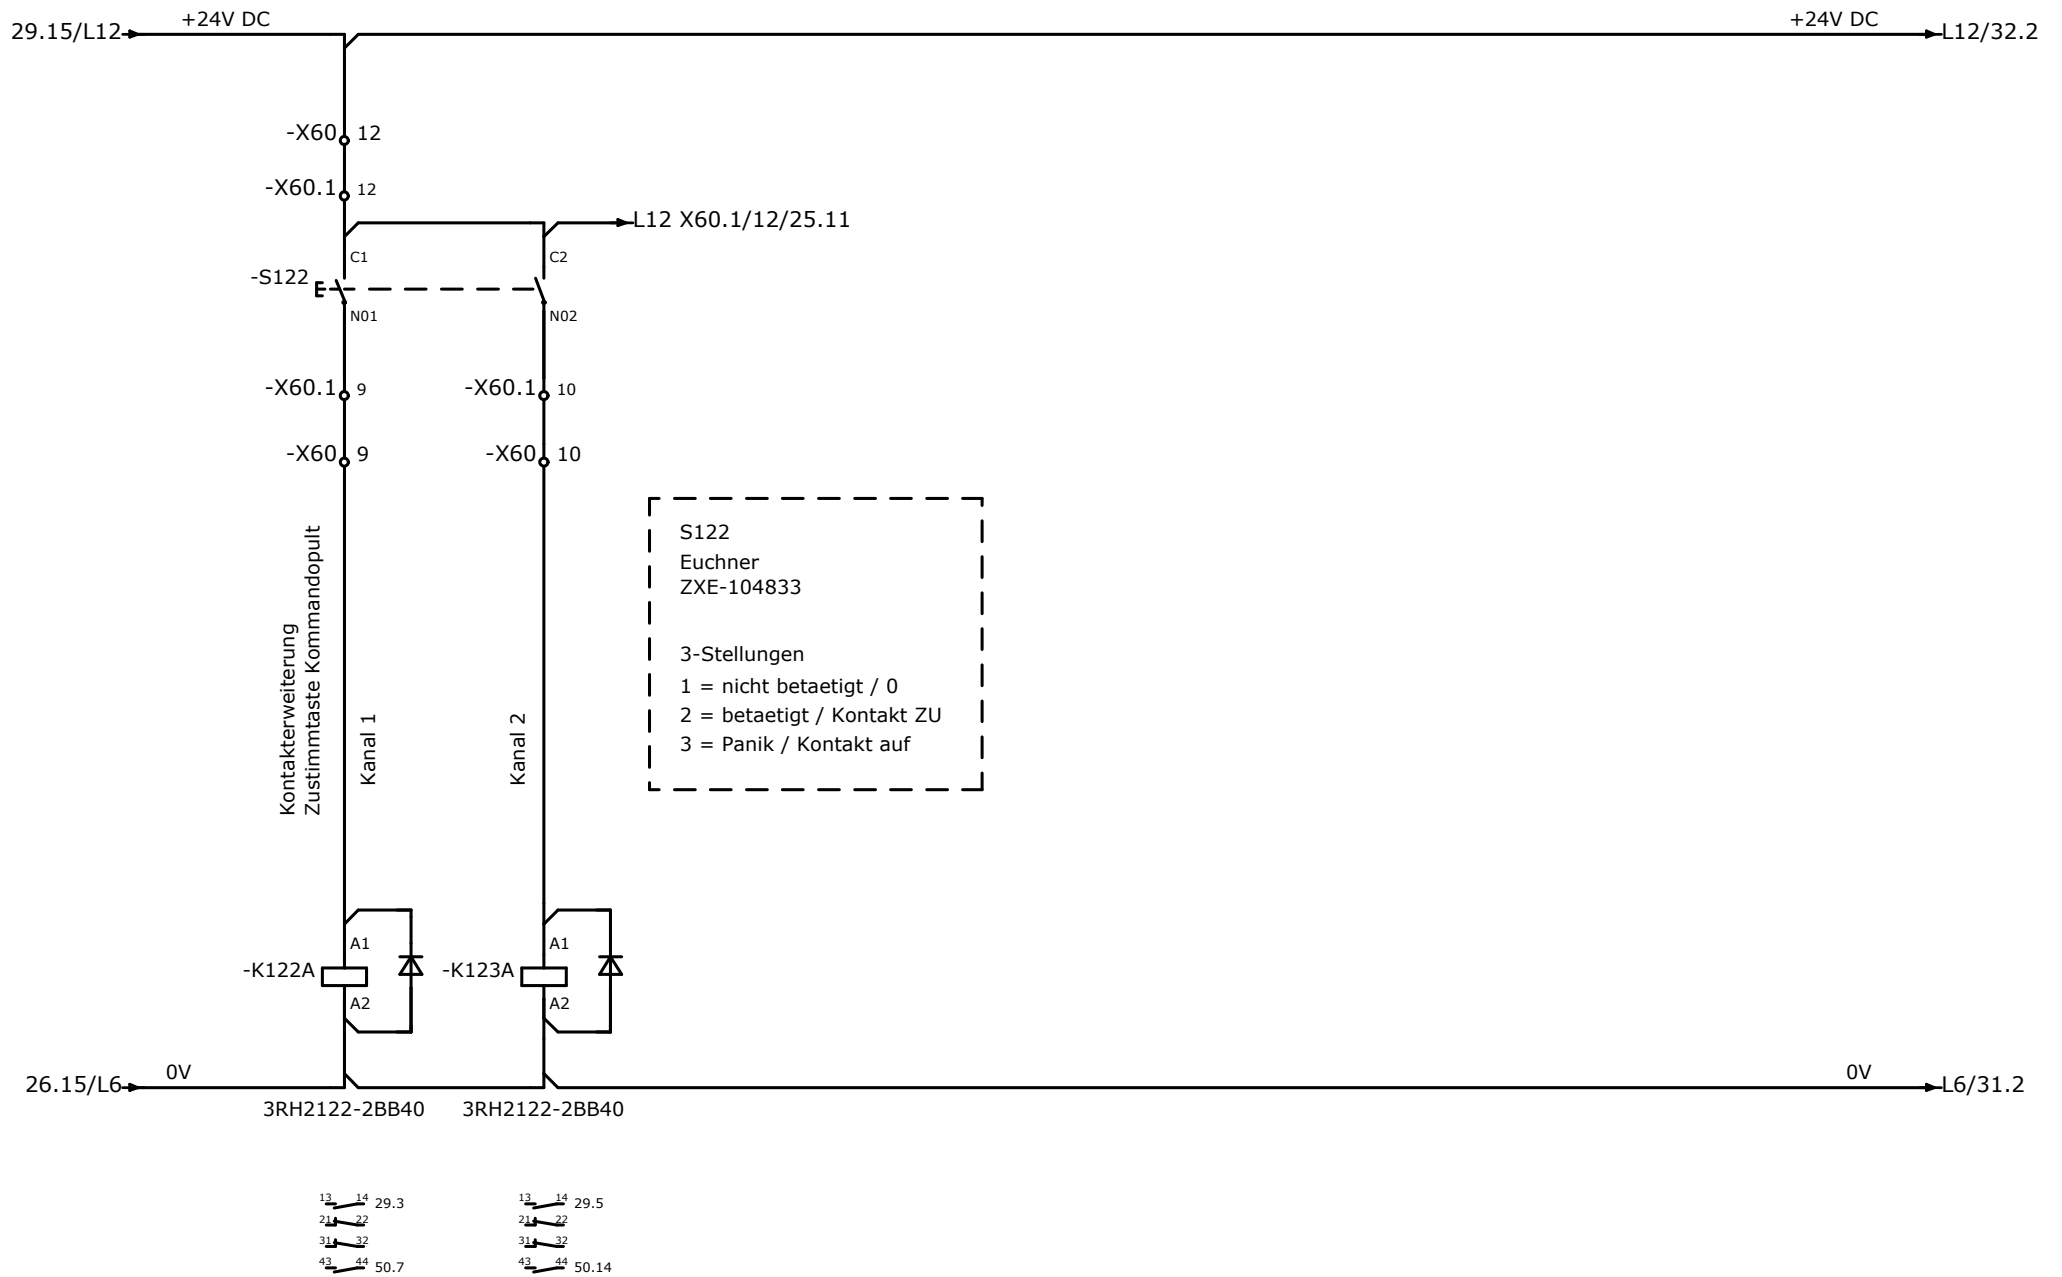 +24V DC
+24V DC
29.15/L12
L12/32.2
-X60 12
-X60.1 12
L12 X60.1/12/25.11
C1
C2
-S122
N01
N02
-X60.1 9
-X60.1 10
-X60 9
-X60 10
S122
Euchner
ZXE-104833
3-Stellungen
1 = nicht betaetigt / 0
2 = betaetigt / Kontakt ZU
3 = Panik / Kontakt auf
Kontakterweiterung
Zustimmtaste Kommandopult
Kanal 1
Kanal 2
A1
A1
-K122A
-K123A
A2
A2
0V
0V
26.15/L6
L6/31.2
3RH2122-2BB40
3RH2122-2BB40
13 14 29.3
13 14 29.5
21 22
21 22
31 32
31 32
43 44 50.7
43 44 50.14